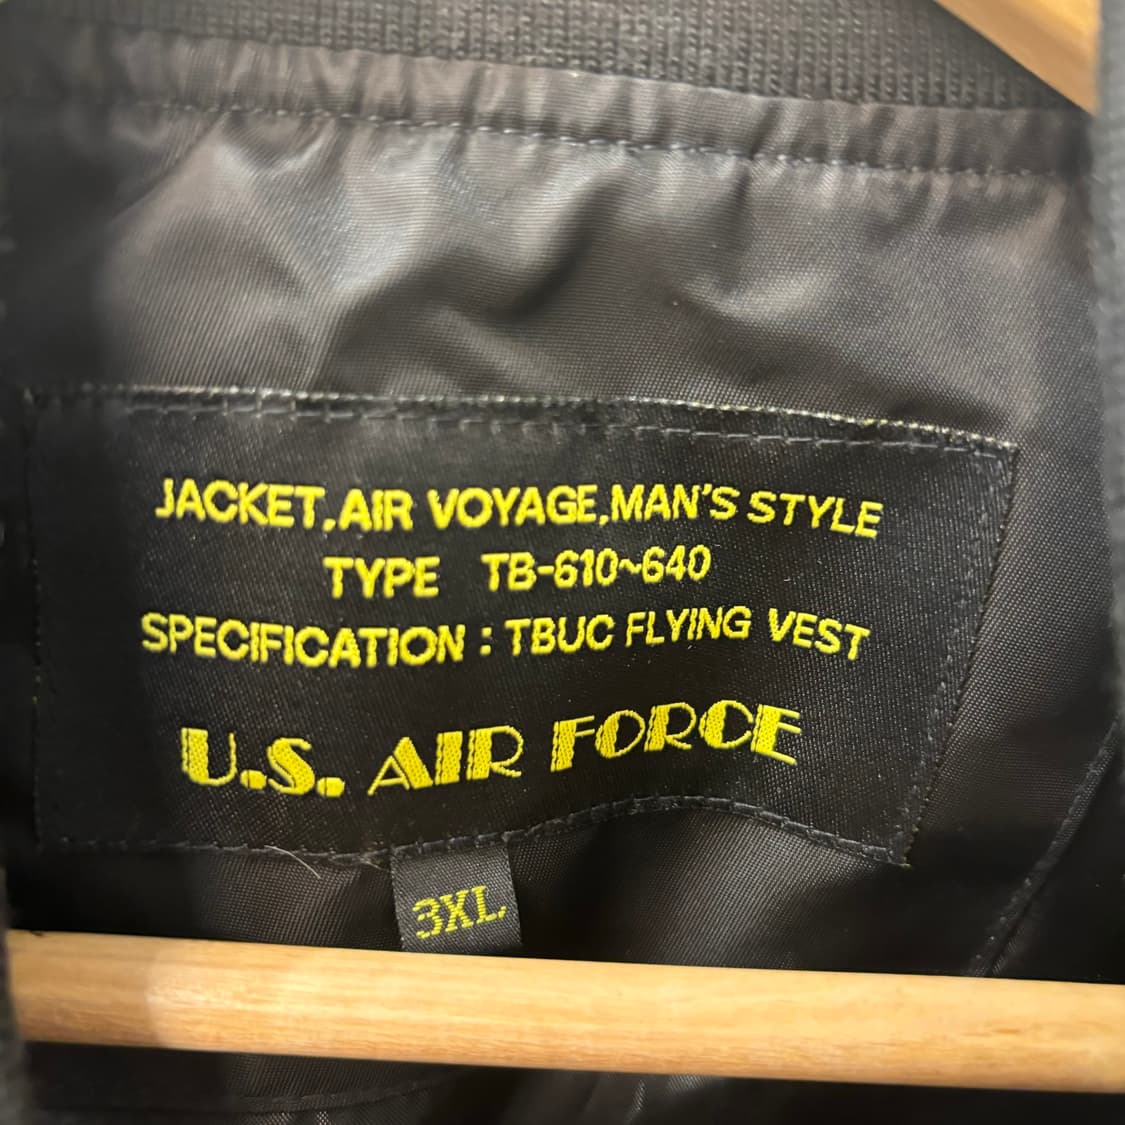 JACKET,AIR VOYAGE,MAN'S STYLE
TYPE TB-610~640
SPECIFICATION : TBUC FLYING VEST
U.S. AIR FORCE
3XL